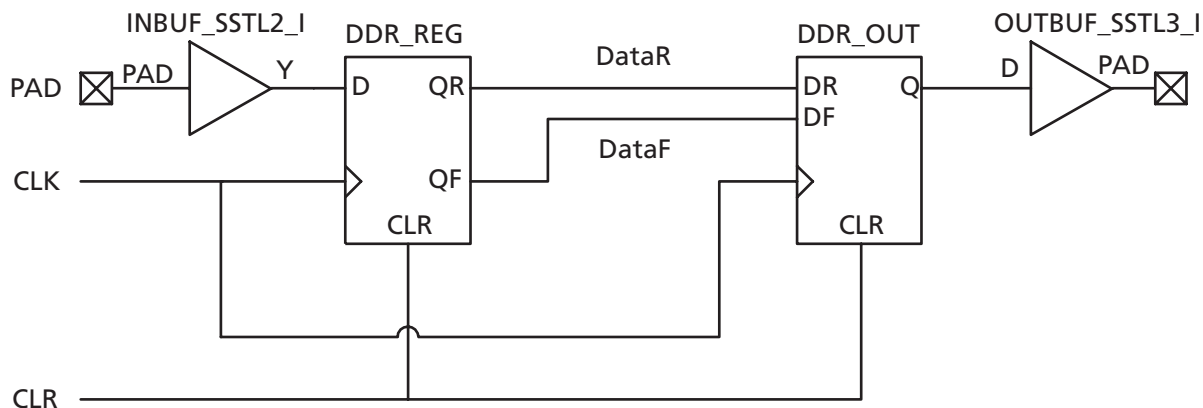 INBUF_SSTL2_I
DDR_REG
DDR_OUT
OUTBUF_SSTL3_I
PAD
PAD
Y
D
QR
DataR
DR
Q
D
PAD
DF
DataF
CLK
QF
CLR
CLR
CLR